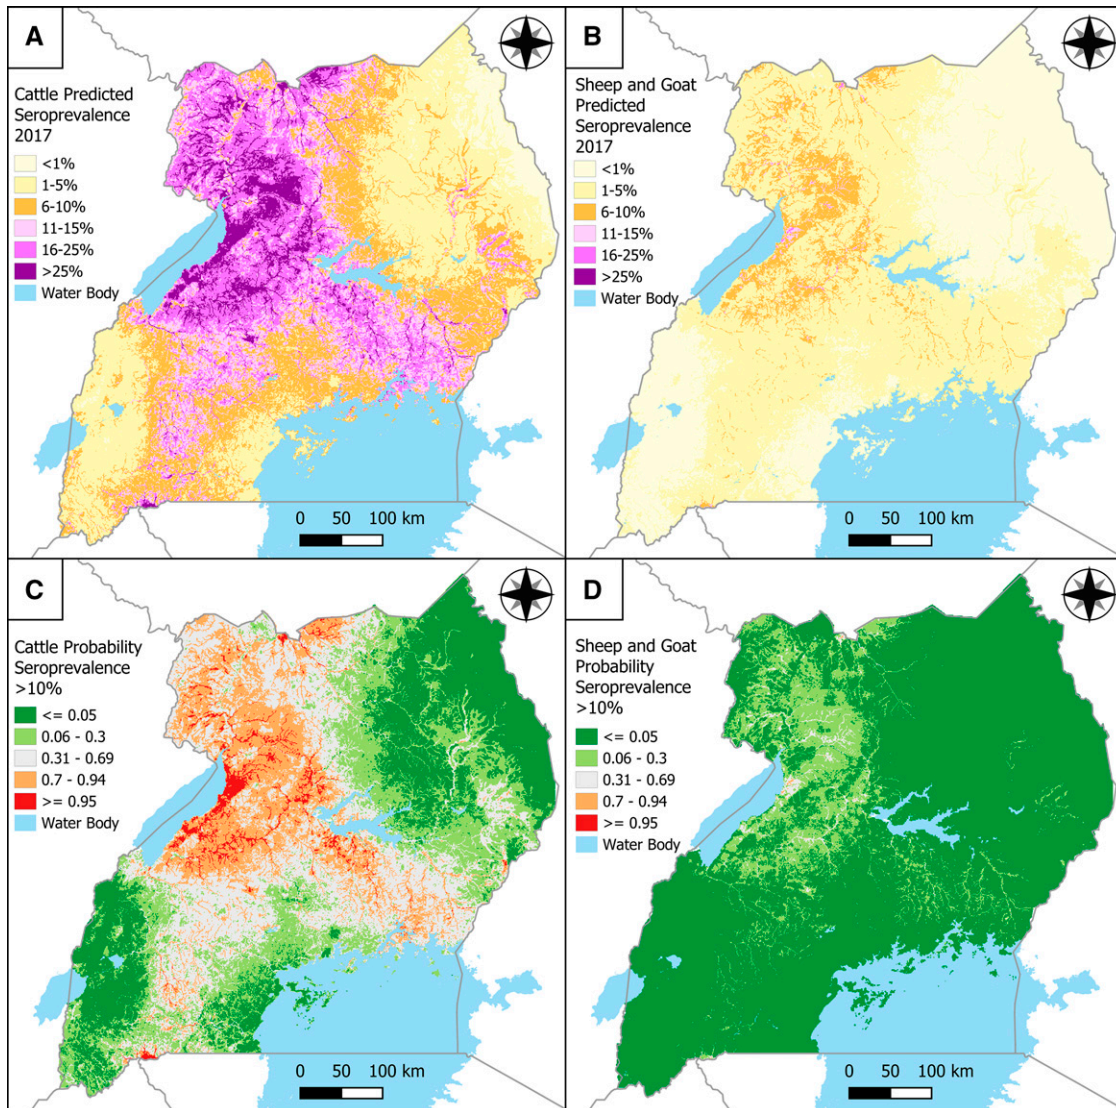 A
Cattle Predicted
Seroprevalence
2017
<1%
1-5%
6-10%
11-15%
16-25%
>25%
Water Body
0 50 100 km
B
Sheep and Goat
Predicted
Seroprevalence
2017
<1%
1-5%
6-10%
11-15%
16-25%
>25%
Water Body
0 50 100 km
C
Cattle Probability
Seroprevalence
>10%
<= 0.05
0.06 - 0.3
0.31 - 0.69
0.7 - 0.94
>= 0.95
Water Body
0 50 100 km
D
Sheep and Goat
Probability
Seroprevalence
>10%
<= 0.05
0.06 - 0.3
0.31 - 0.69
0.7 - 0.94
>= 0.95
Water Body
0 50 100 km